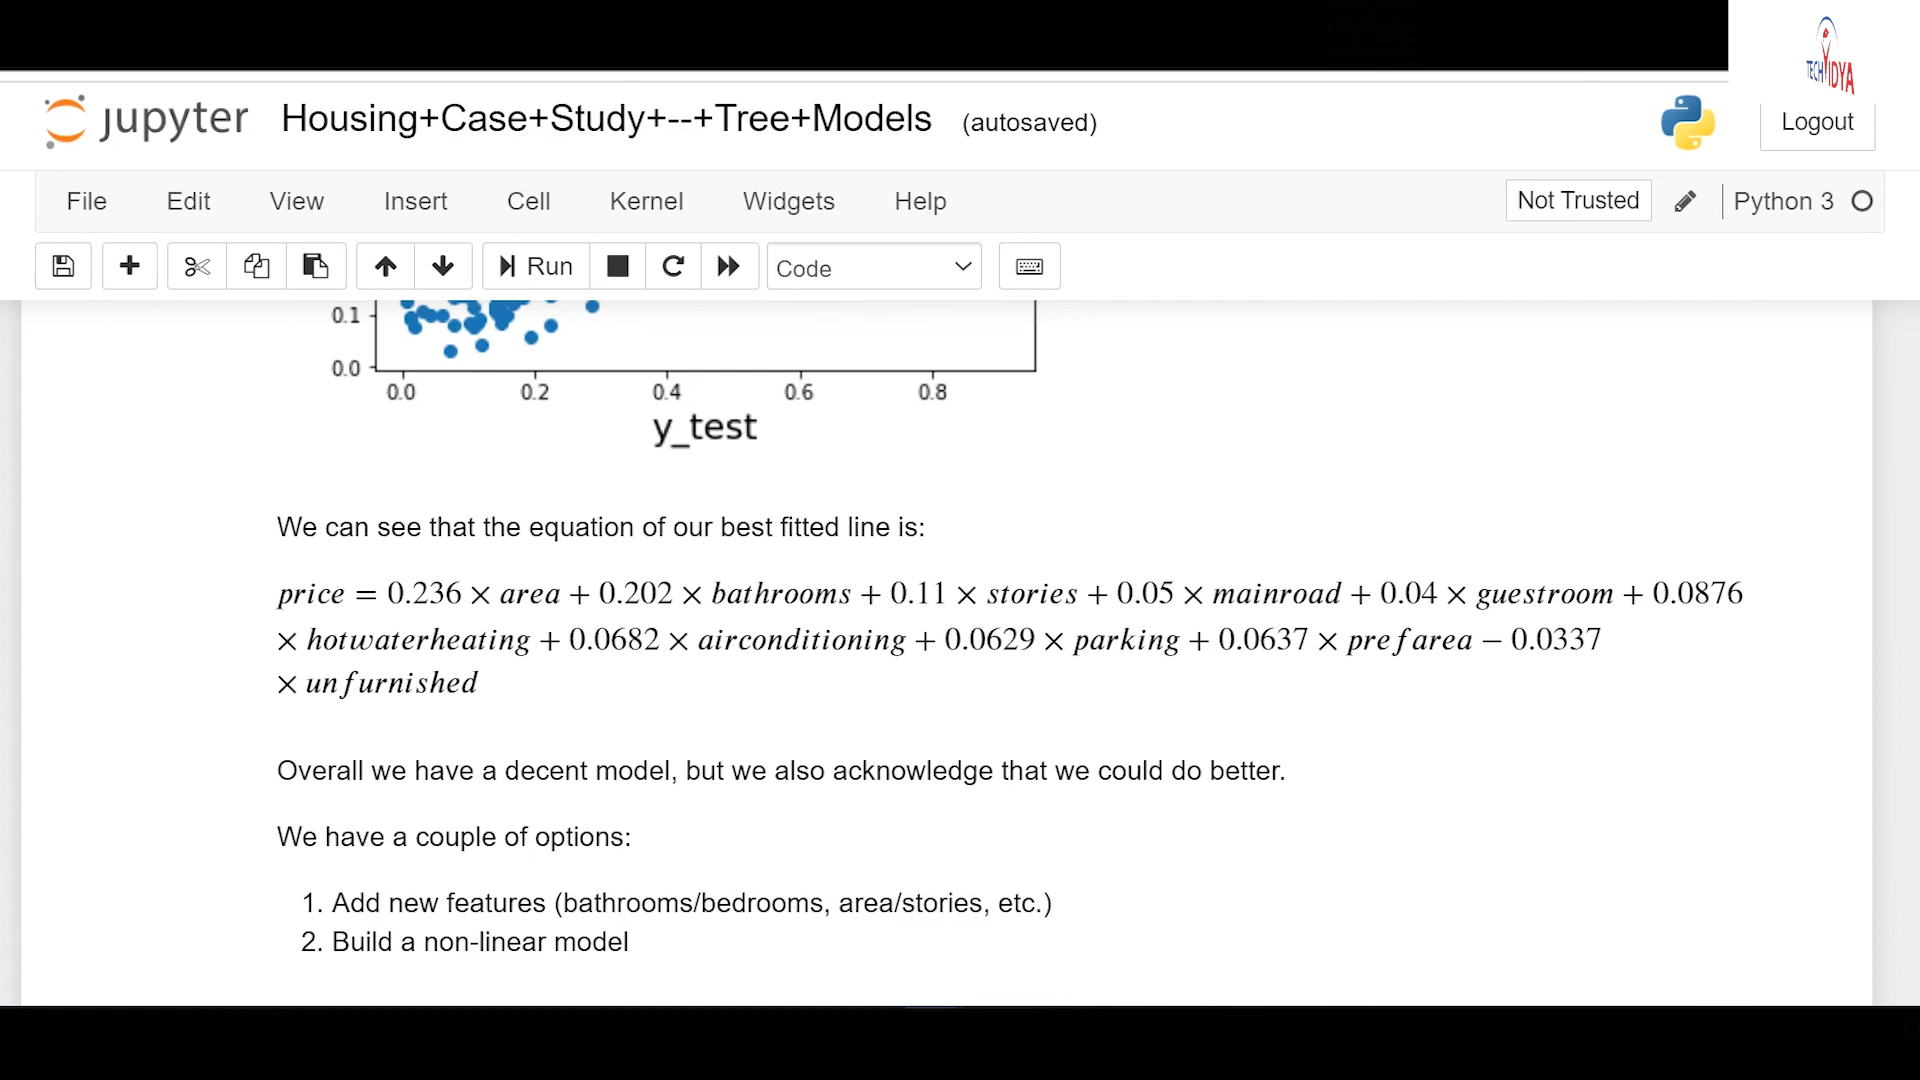 TECH VIDYA
jupyter Housing+Case+Study+--+Tree+Models (autosaved)
Logout
File Edit View Insert Cell Kernel Widgets Help Not Trusted Python 3
Run Code
0.1
0.0
0.0 0.2 0.4 0.6 0.8
y_test
We can see that the equation of our best fitted line is:
price = 0.236 × area + 0.202 × bathrooms + 0.11 × stories + 0.05 × mainroad + 0.04 × guestroom + 0.0876
× hotwaterheating + 0.0682 × airconditioning + 0.0629 × parking + 0.0637 × prefarea − 0.0337
× unfurnished
Overall we have a decent model, but we also acknowledge that we could do better.
We have a couple of options:
1. Add new features (bathrooms/bedrooms, area/stories, etc.)
2. Build a non-linear model